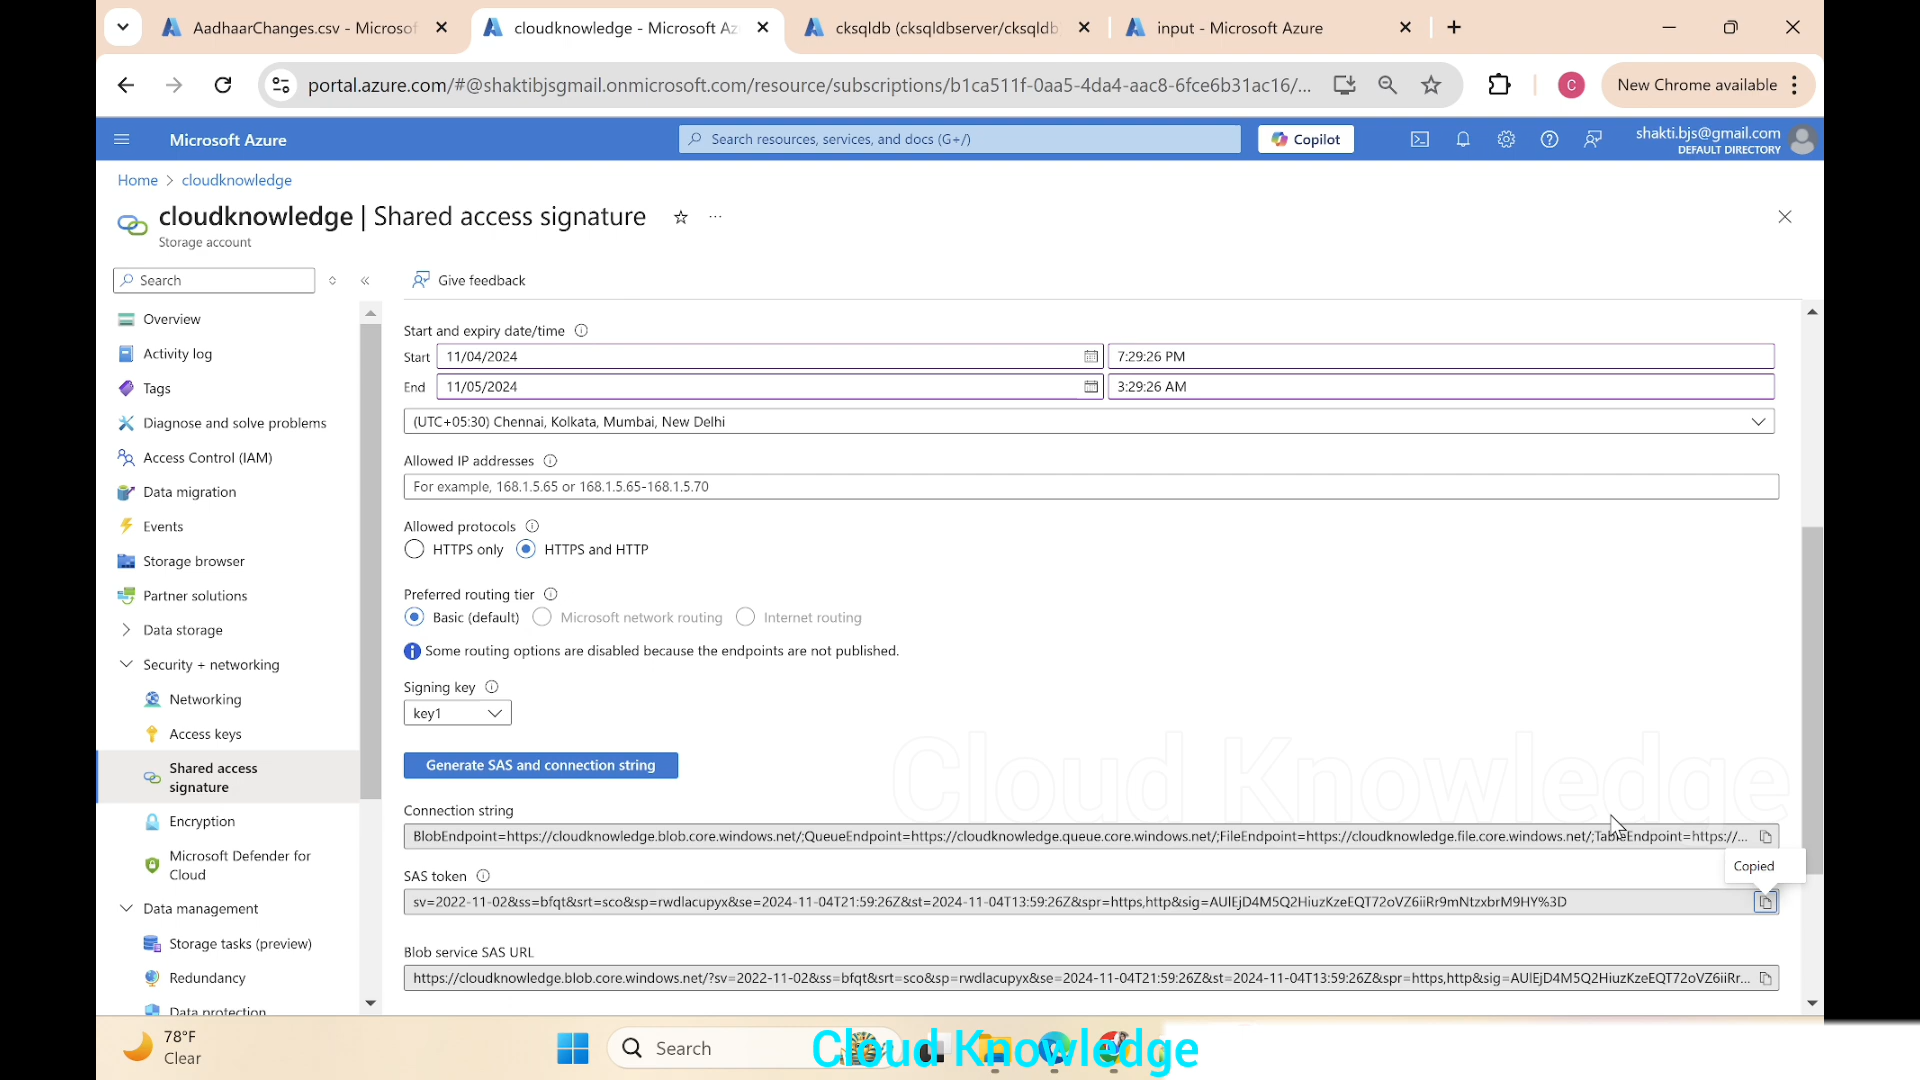 AadhaarChanges.csv - Microsof
cloudknowledge - Microsoft Az
cksqldb (cksqldbserver/cksqldb
input - Microsoft Azure
portal.azure.com/#@shaktibjsgmail.onmicrosoft.com/resource/subscriptions/b1ca511f-0aa5-4da4-aac8-6fce6b31ac16/...
C
New Chrome available
Microsoft Azure
Search resources, services, and docs (G+/)
Copilot
shakti.bjs@gmail.com
DEFAULT DIRECTORY
Home > cloudknowledge
cloudknowledge | Shared access signature
Storage account
Search
Give feedback
Overview
Activity log
Tags
Diagnose and solve problems
Access Control (IAM)
Data migration
Events
Storage browser
Partner solutions
Data storage
Security + networking
Networking
Access keys
Shared access
signature
Encryption
Microsoft Defender for
Cloud
Data management
Storage tasks (preview)
Redundancy
Data protection
Start and expiry date/time
Start 11/04/2024 7:29:26 PM
End 11/05/2024 3:29:26 AM
(UTC+05:30) Chennai, Kolkata, Mumbai, New Delhi
Allowed IP addresses
For example, 168.1.5.65 or 168.1.5.65-168.1.5.70
Allowed protocols
HTTPS only HTTPS and HTTP
Preferred routing tier
Basic (default) Microsoft network routing Internet routing
Some routing options are disabled because the endpoints are not published.
Signing key
key1
Generate SAS and connection string
Cloud Knowledge
Connection string
BlobEndpoint=https://cloudknowledge.blob.core.windows.net/;QueueEndpoint=https://cloudknowledge.queue.core.windows.net/;FileEndpoint=https://cloudknowledge.file.core.windows.net/;TableEndpoint=https://...
Copied
SAS token
sv=2022-11-02&ss=bfqt&srt=sco&sp=rwdlacupyx&se=2024-11-04T21:59:26Z&st=2024-11-04T13:59:26Z&spr=https,http&sig=AUlEjD4M5Q2HiuzKzeEQT72oVZ6iiRr9mNtzxbrM9HY%3D
Blob service SAS URL
https://cloudknowledge.blob.core.windows.net/?sv=2022-11-02&ss=bfqt&srt=sco&sp=rwdlacupyx&se=2024-11-04T21:59:26Z&st=2024-11-04T13:59:26Z&spr=https,http&sig=AUlEjD4M5Q2HiuzKzeEQT72oVZ6iiRr...
78°F
Clear
Search
Cloud Knowledge